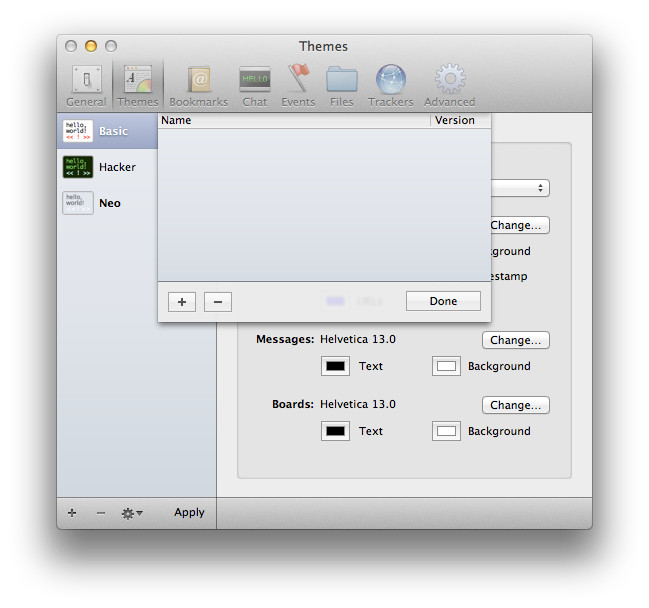 Themes
HELLO
General Themes Bookmarks Chat Events Files Trackers Advanced
hello,
world!
<< ! >>
Basic
hello,
world!
<< ! >>
Hacker
hello,
world!
Neo
Name Version
Change...
ground
estamp
+ − Done
Messages: Helvetica 13.0 Change...
Text Background
Boards: Helvetica 13.0 Change...
Text Background
+ − Apply